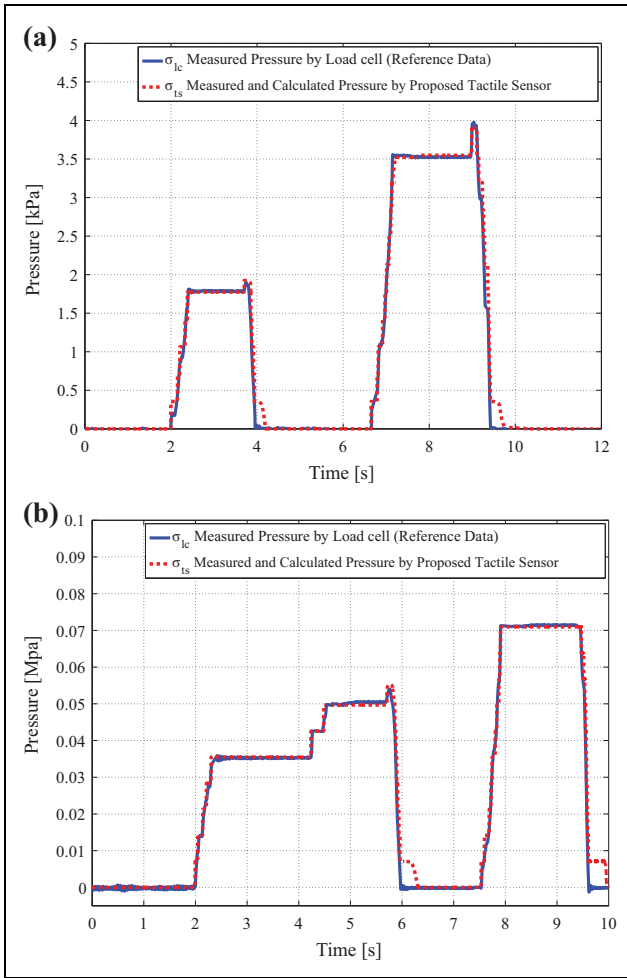 (a)
5
4.5
4
3.5
3
2.5
2
1.5
1
0.5
0
Pressure [kPa]
σlc Measured Pressure by Load cell (Reference Data)
σts Measured and Calculated Pressure by Proposed Tactile Sensor
0 2 4 6 8 10 12
Time [s]
(b)
0.1
0.09
0.08
0.07
0.06
0.05
0.04
0.03
0.02
0.01
0
Pressure [Mpa]
σlc Measured Pressure by Load cell (Reference Data)
σts Measured and Calculated Pressure by Proposed Tactile Sensor
0 1 2 3 4 5 6 7 8 9 10
Time [s]